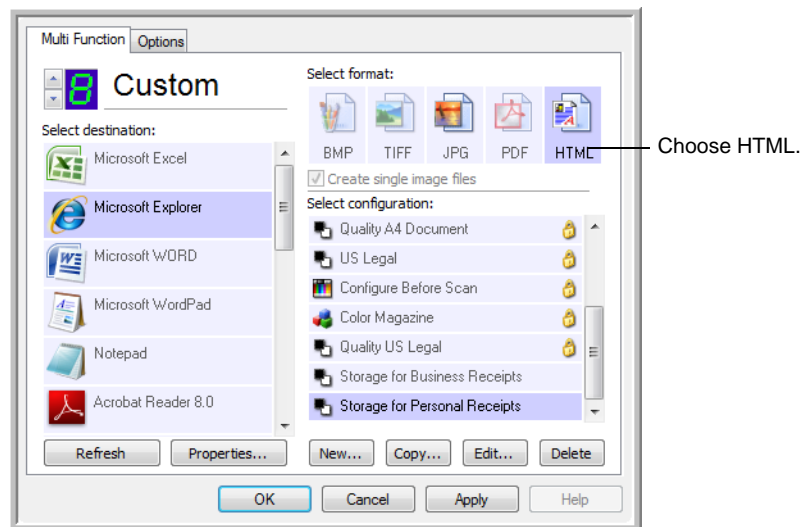 Multi Function
Options
8
Custom
Select destination:
Microsoft Excel
Microsoft Explorer
Microsoft WORD
Microsoft WordPad
Notepad
Acrobat Reader 8.0
Refresh
Properties...
Select format:
BMP
TIFF
JPG
PDF
HTML
Create single image files
Select configuration:
Quality A4 Document
US Legal
Configure Before Scan
Color Magazine
Quality US Legal
Storage for Business Receipts
Storage for Personal Receipts
New...
Copy...
Edit...
Delete
OK
Cancel
Apply
Help
Choose HTML.